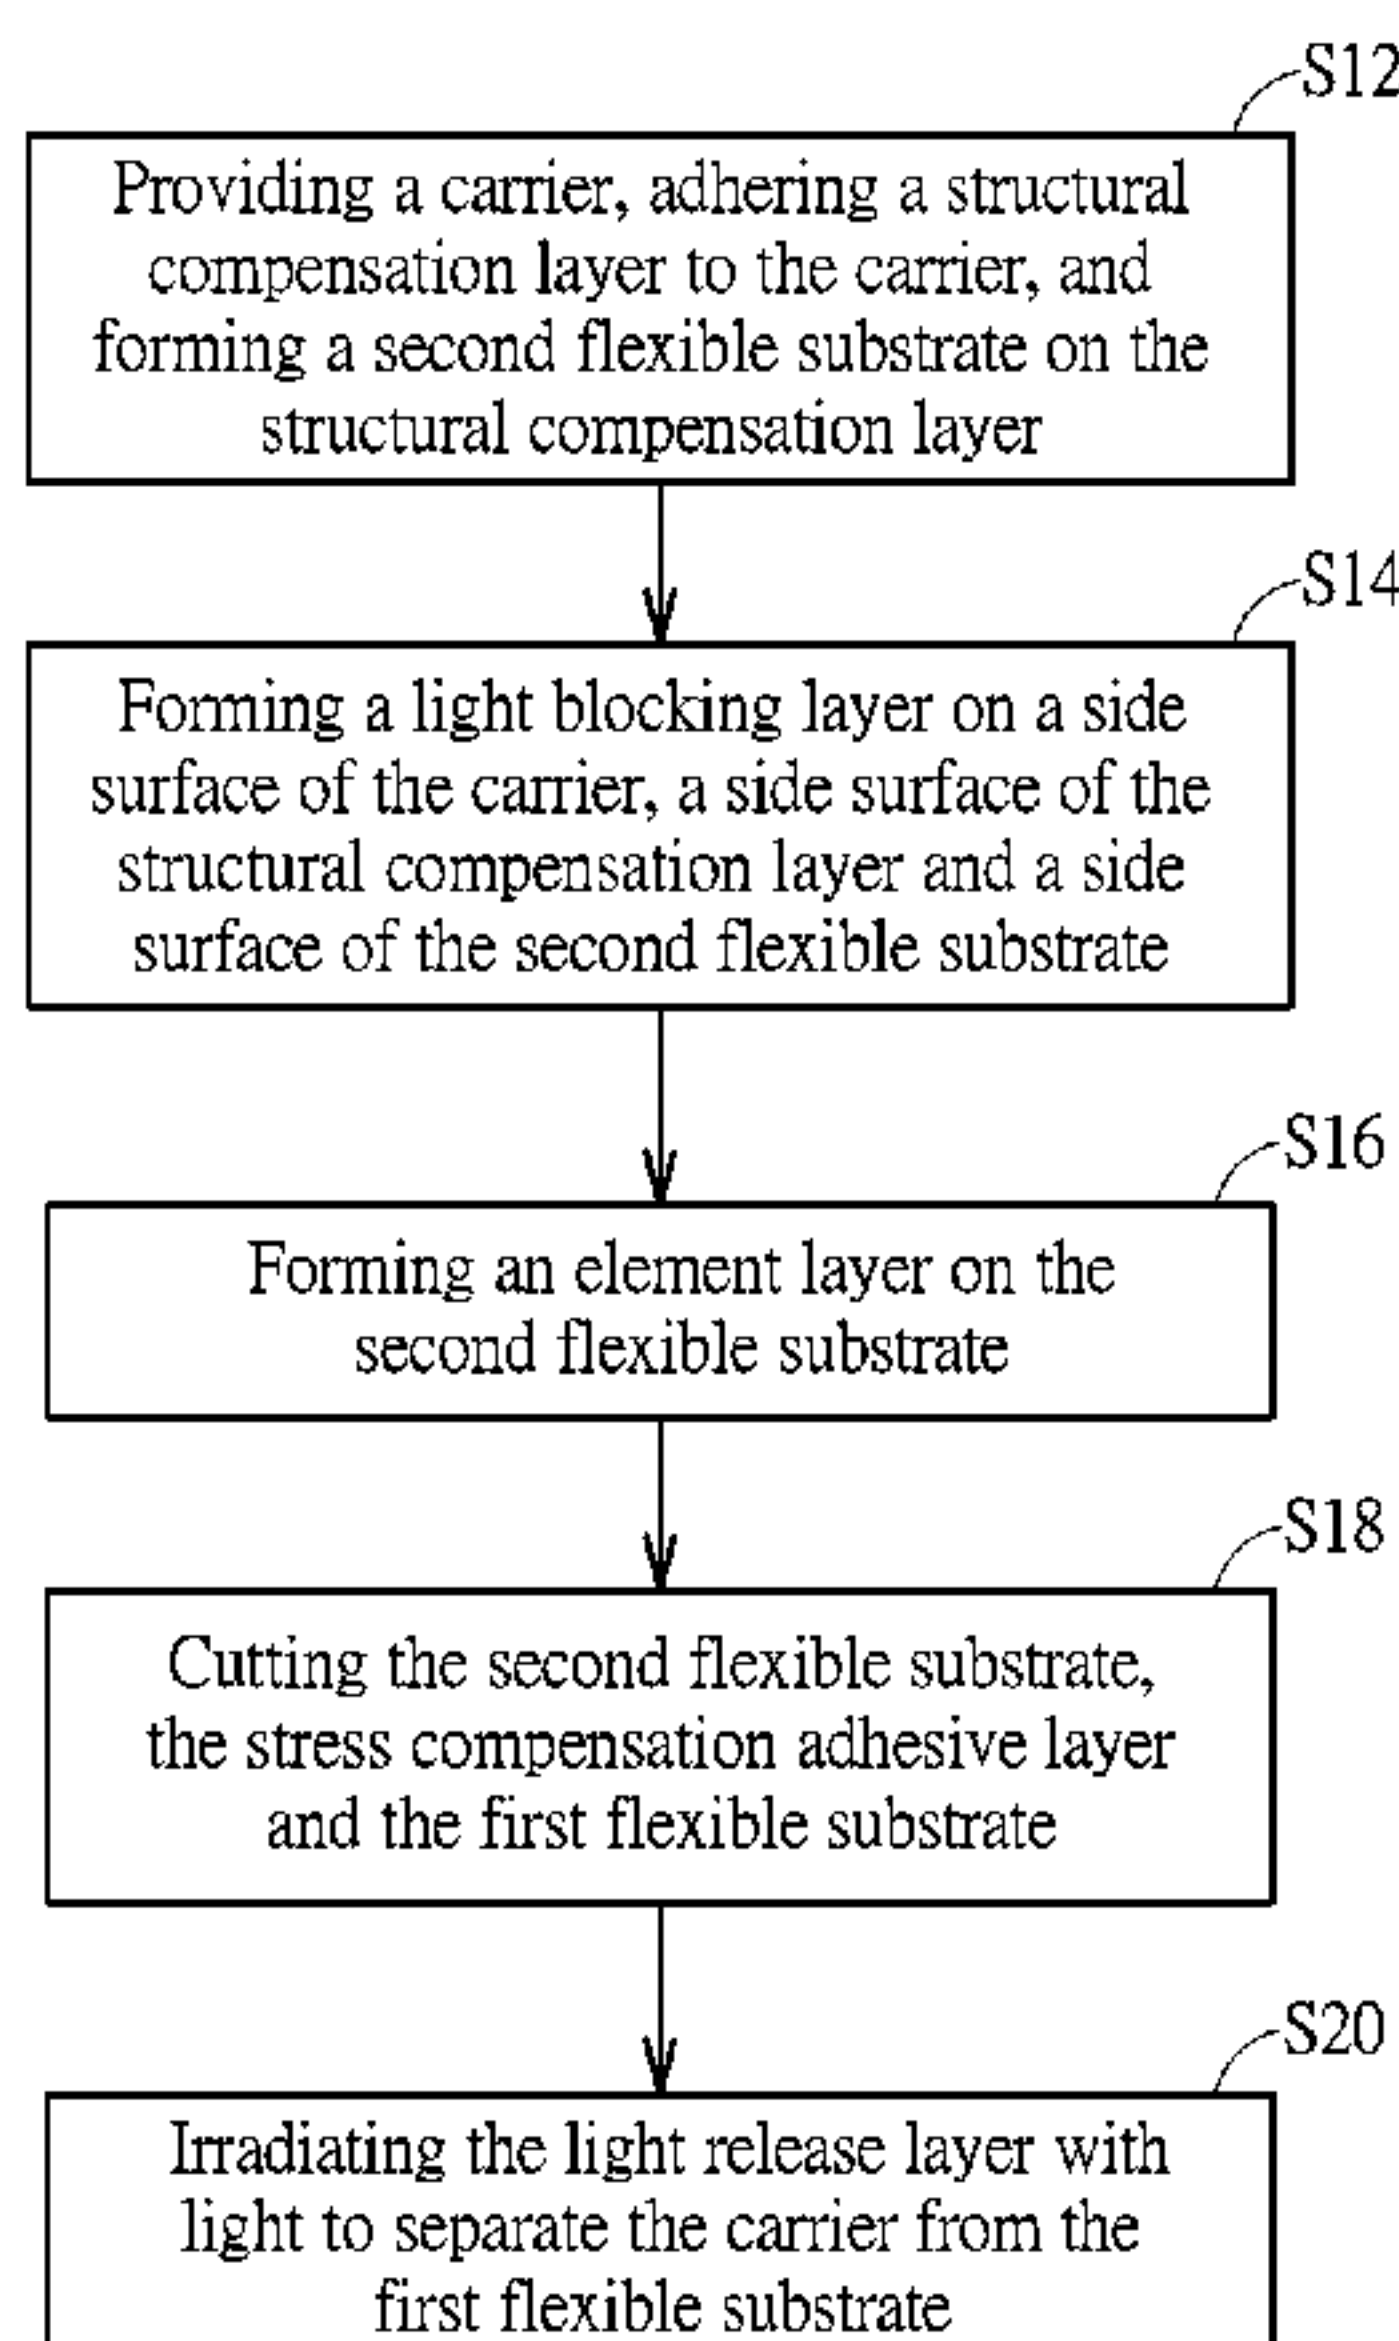 S12
Providing a carrier, adhering a structural
compensation layer to the carrier, and
forming a second flexible substrate on the
structural compensation layer
S14
Forming a light blocking layer on a side
surface of the carrier, a side surface of the
structural compensation layer and a side
surface of the second flexible substrate
S16
Forming an element layer on the
second flexible substrate
S18
Cutting the second flexible substrate,
the stress compensation adhesive layer
and the first flexible substrate
S20
Irradiating the light release layer with
light to separate the carrier from the
first flexible substrate